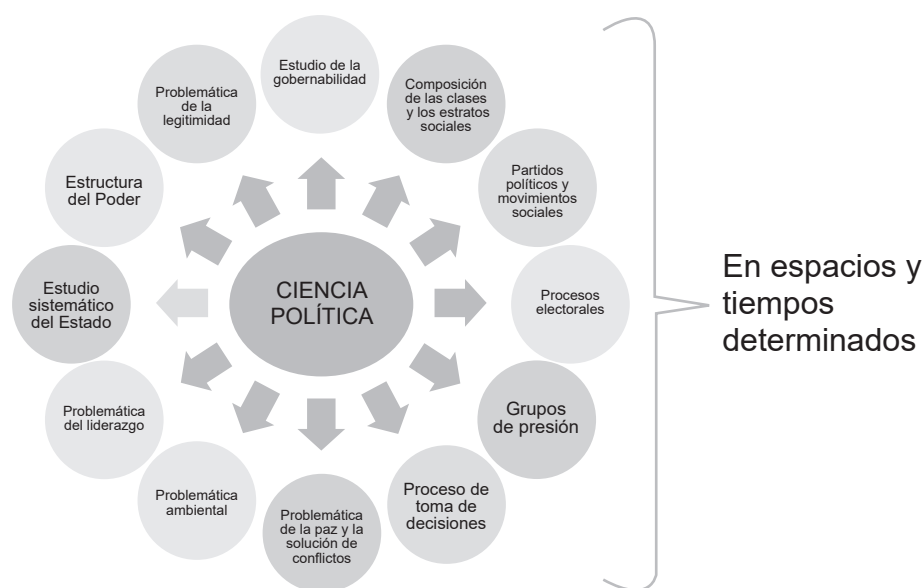 Estudio de la
gobernabilidad
Composición
de las clases
y los estratos
sociales
Partidos
políticos y
movimientos
sociales
Procesos
electorales
Grupos
de presión
Proceso de
toma de
decisiones
Problemática
de la paz y la
solución de
conflictos
Problemática
ambiental
Problemática
del liderazgo
Estudio
sistemático
del Estado
Estructura
del Poder
Problemática
de la
legitimidad
CIENCIA
POLÍTICA
En espacios y
tiempos
determinados